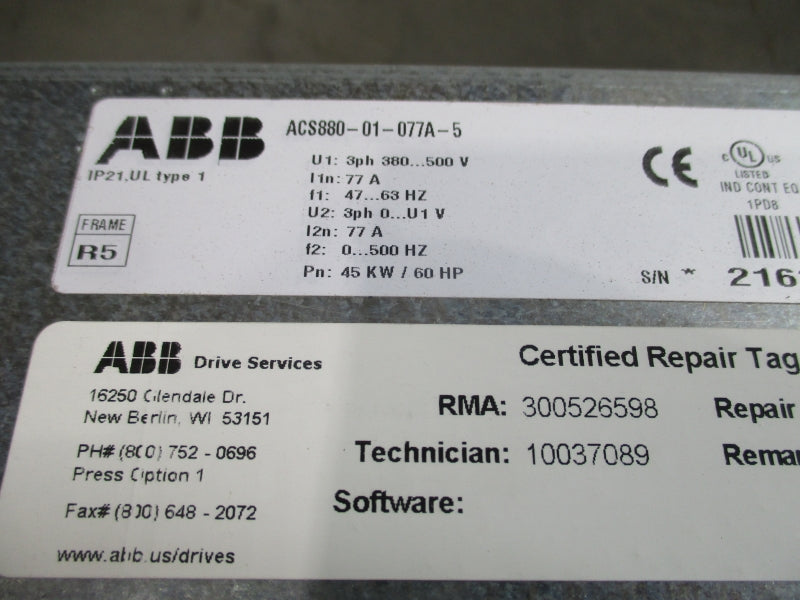 ABB
ACS880-01-077A-5
IP21,UL type 1
FRAME
R5
U1: 3ph 380...500 V
I1n: 77 A
f1: 47...63 HZ
U2: 3ph 0...U1 V
I2n: 77 A
f2: 0...500 HZ
Pn: 45 KW / 60 HP
CE
c UL us
LISTED
IND CONT EQ
1PD8
S/N * 216
ABB Drive Services
16250 Glendale Dr.
New Berlin, WI 53151
PH# (800) 752 - 0696
Press Option 1
Fax# (800) 648 - 2072
www.abb.us/drives
Certified Repair Tag
RMA: 300526598 Repair
Technician: 10037089
Software: